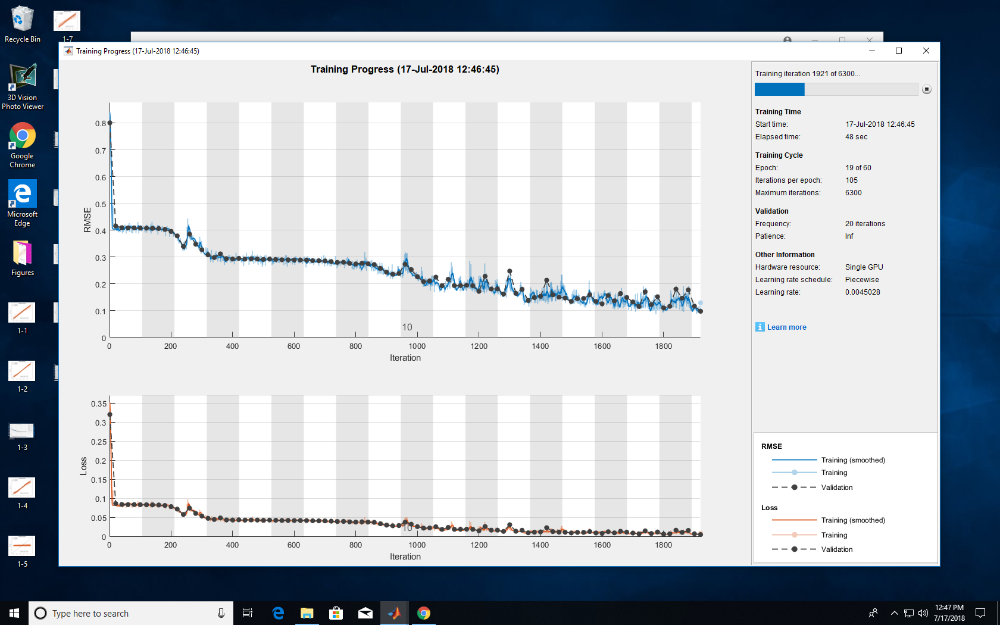 Recycle Bin
1-7
3D Vision
Photo Viewer
Google
Chrome
Microsoft
Edge
Figures
1-1
1-2
1-3
1-4
1-5
Training Progress (17-Jul-2018 12:46:45)
Training Progress (17-Jul-2018 12:46:45)
RMSE
0.8
0.7
0.6
0.5
0.4
0.3
0.2
0.1
0
10
0 200 400 600 800 1000 1200 1400 1600 1800
Iteration
Loss
0.35
0.3
0.25
0.2
0.15
0.1
0.05
0
10
0 200 400 600 800 1000 1200 1400 1600 1800
Iteration
Training iteration 1921 of 6300...
Training Time
Start time: 17-Jul-2018 12:46:45
Elapsed time: 48 sec
Training Cycle
Epoch: 19 of 60
Iterations per epoch: 105
Maximum iterations: 6300
Validation
Frequency: 20 iterations
Patience: Inf
Other Information
Hardware resource: Single GPU
Learning rate schedule: Piecewise
Learning rate: 0.0045028
Learn more
RMSE
Training (smoothed)
Training
Validation
Loss
Training (smoothed)
Training
Validation
Type here to search
12:47 PM
7/17/2018